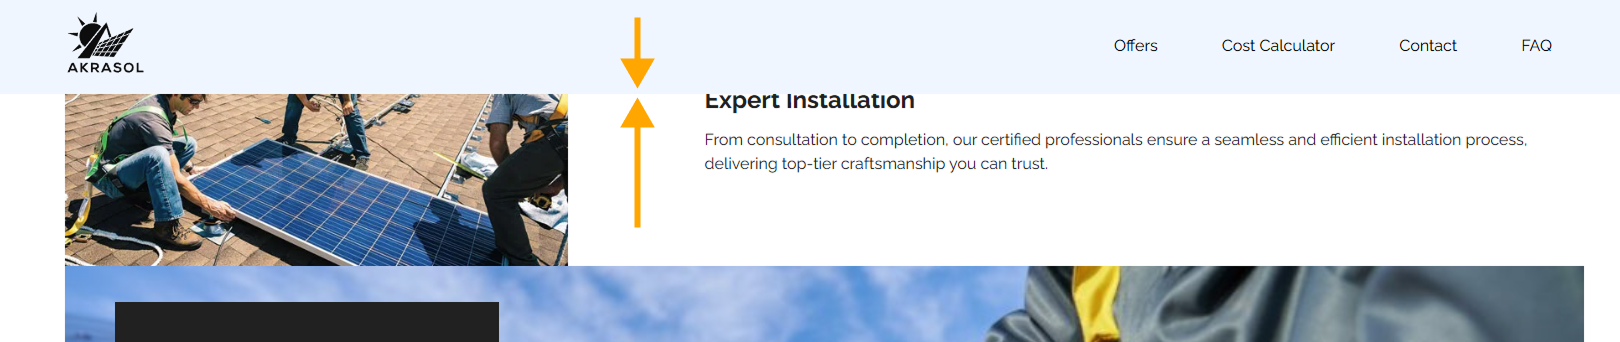 AKRASOL
Offers
Cost Calculator
Contact
FAQ
Expert Installation
From consultation to completion, our certified professionals ensure a seamless and efficient installation process,
delivering top-tier craftsmanship you can trust.